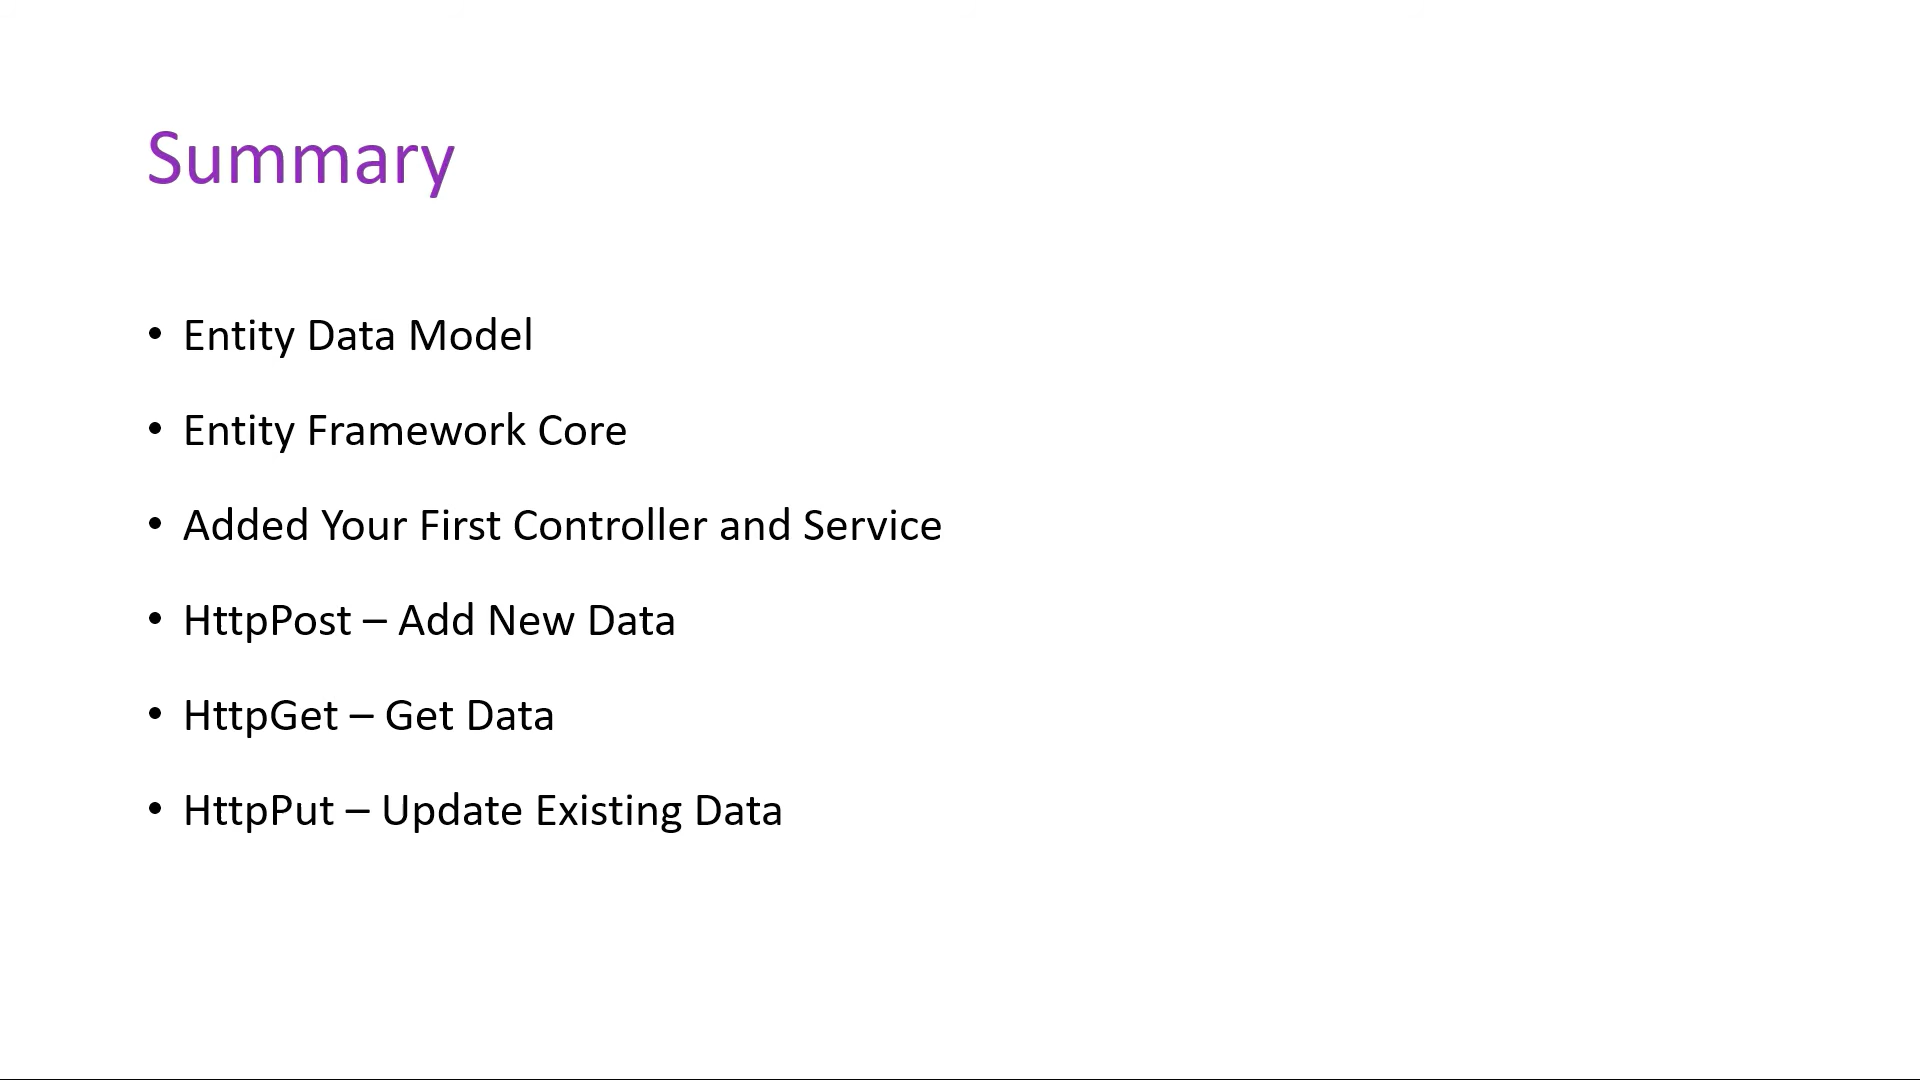 Summary
• Entity Data Model
• Entity Framework Core
• Added Your First Controller and Service
• HttpPost – Add New Data
• HttpGet – Get Data
• HttpPut – Update Existing Data